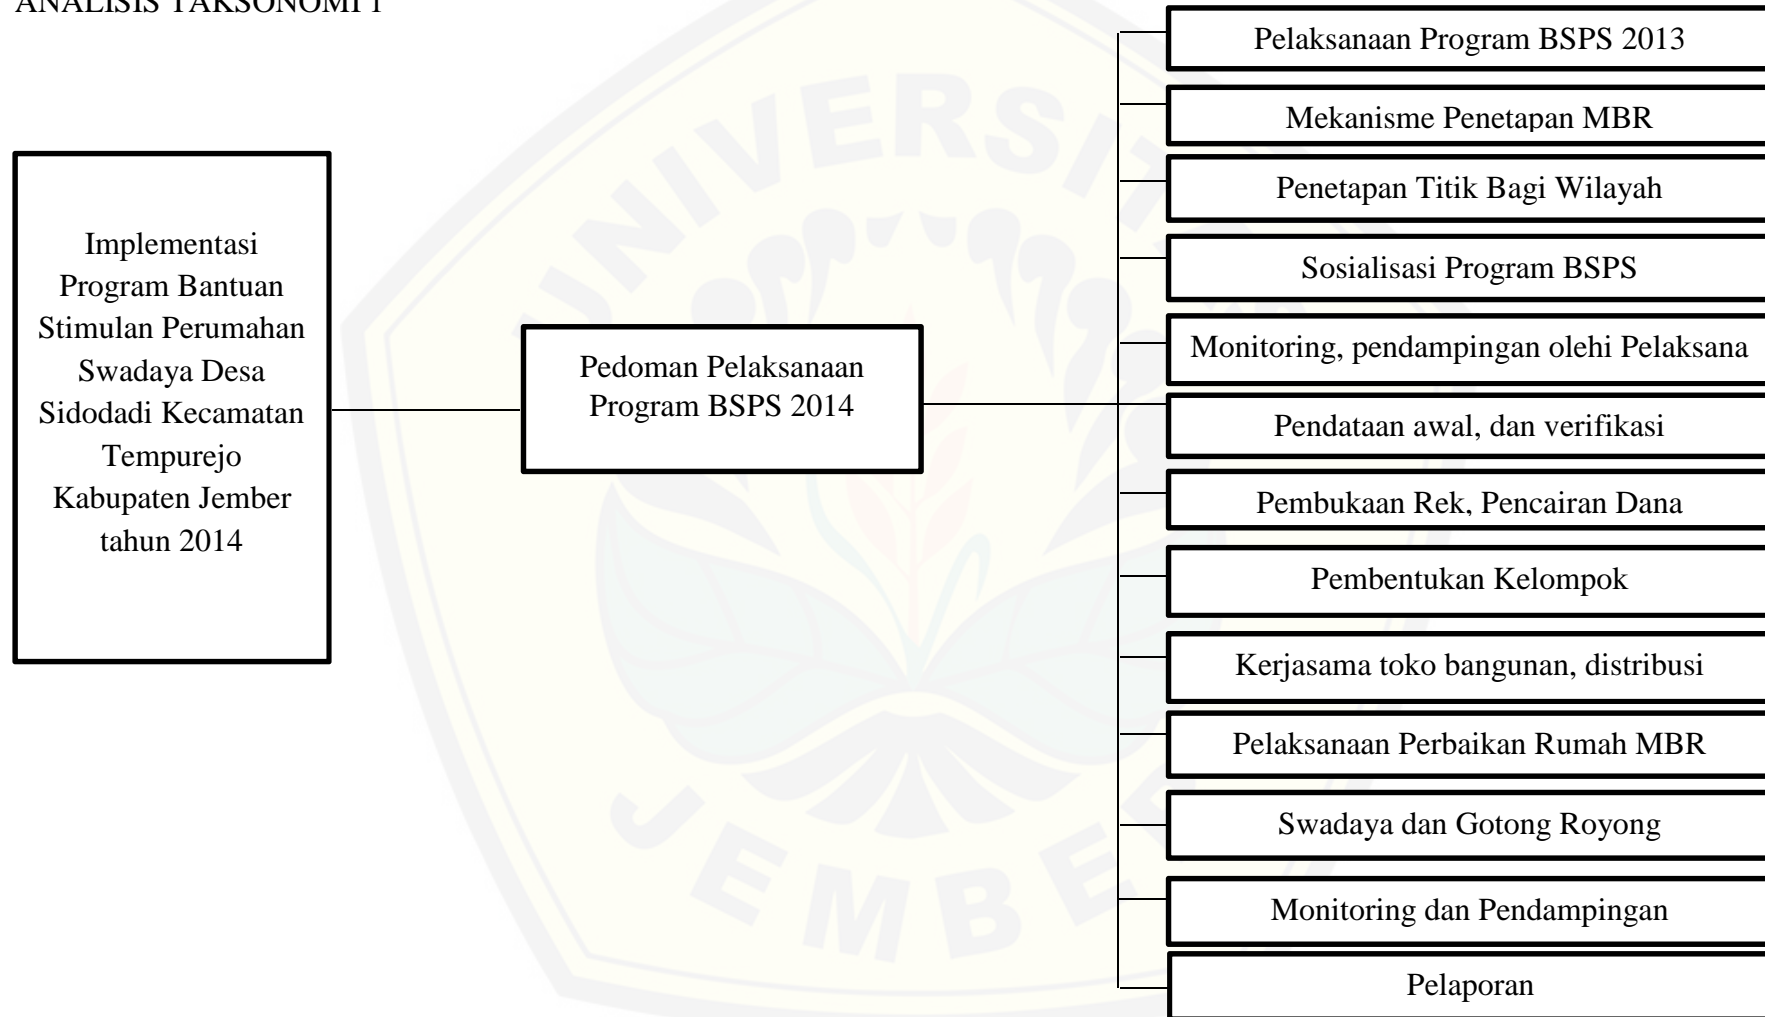 ANALISIS TAKSONOMI 1
Implementasi
Program Bantuan
Stimulan Perumahan
Swadaya Desa
Sidodadi Kecamatan
Tempurejo
Kabupaten Jember
tahun 2014
Pedoman Pelaksanaan
Program BSPS 2014
Pelaksanaan Program BSPS 2013
Mekanisme Penetapan MBR
Penetapan Titik Bagi Wilayah
Sosialisasi Program BSPS
Monitoring, pendampingan olehi Pelaksana
Pendataan awal, dan verifikasi
Pembukaan Rek, Pencairan Dana
Pembentukan Kelompok
Kerjasama toko bangunan, distribusi
Pelaksanaan Perbaikan Rumah MBR
Swadaya dan Gotong Royong
Monitoring dan Pendampingan
Pelaporan
UNIVERSITAS
JEMBER